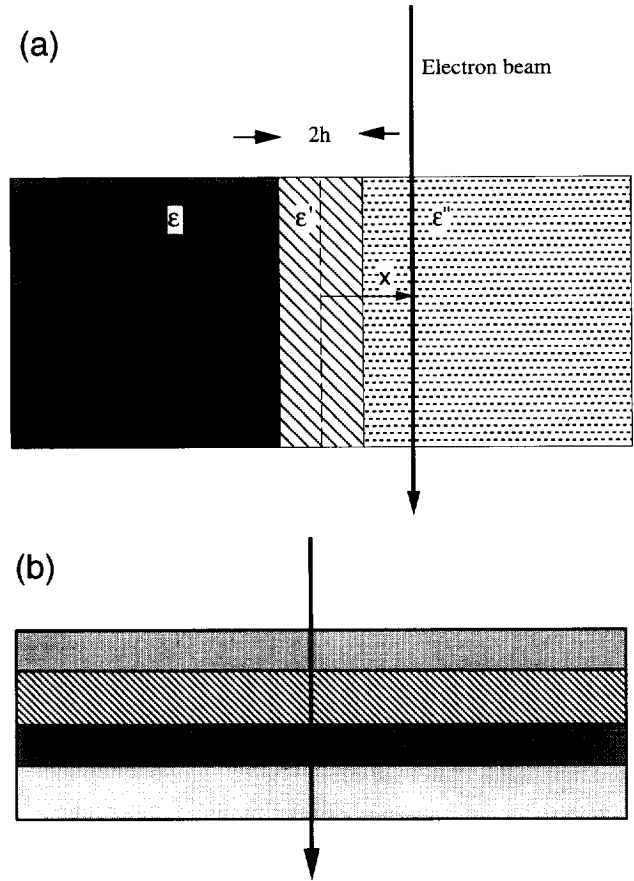 (a)
Electron beam
2h
ε ε' ε"
x
(b)